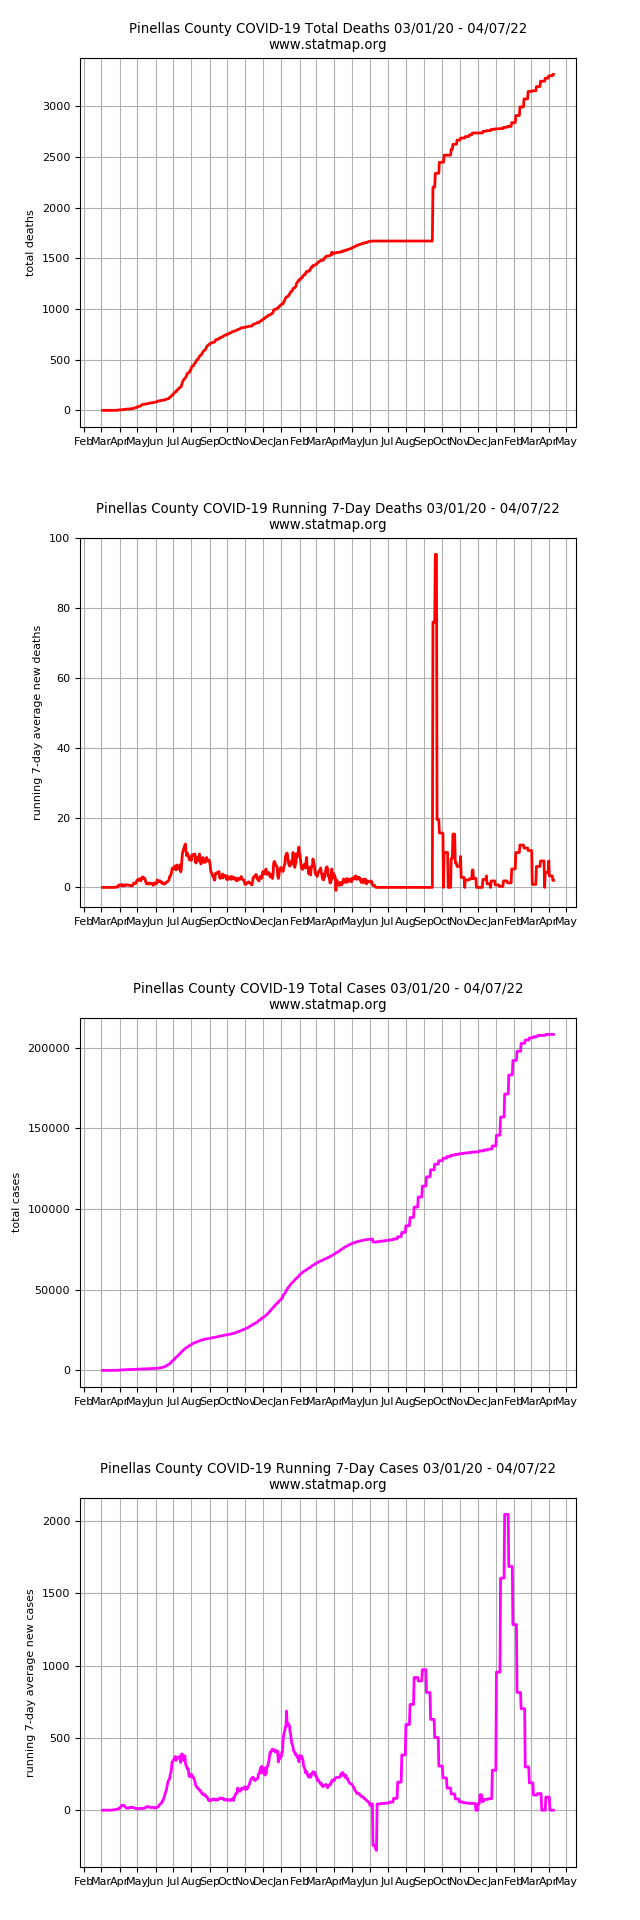 Pinellas County COVID-19 Total Deaths 03/01/20 - 04/07/22
www.statmap.org
3000
2500
2000
1500
1000
500
0
total deaths
Feb Mar Apr May Jun Jul Aug Sep Oct Nov Dec Jan Feb Mar Apr May Jun Jul Aug Sep Oct Nov Dec Jan Feb Mar Apr May
Pinellas County COVID-19 Running 7-Day Deaths 03/01/20 - 04/07/22
www.statmap.org
100
80
60
40
20
0
running 7-day average new deaths
Feb Mar Apr May Jun Jul Aug Sep Oct Nov Dec Jan Feb Mar Apr May Jun Jul Aug Sep Oct Nov Dec Jan Feb Mar Apr May
Pinellas County COVID-19 Total Cases 03/01/20 - 04/07/22
www.statmap.org
200000
150000
100000
50000
0
total cases
Feb Mar Apr May Jun Jul Aug Sep Oct Nov Dec Jan Feb Mar Apr May Jun Jul Aug Sep Oct Nov Dec Jan Feb Mar Apr May
Pinellas County COVID-19 Running 7-Day Cases 03/01/20 - 04/07/22
www.statmap.org
2000
1500
1000
500
0
running 7-day average new cases
Feb Mar Apr May Jun Jul Aug Sep Oct Nov Dec Jan Feb Mar Apr May Jun Jul Aug Sep Oct Nov Dec Jan Feb Mar Apr May